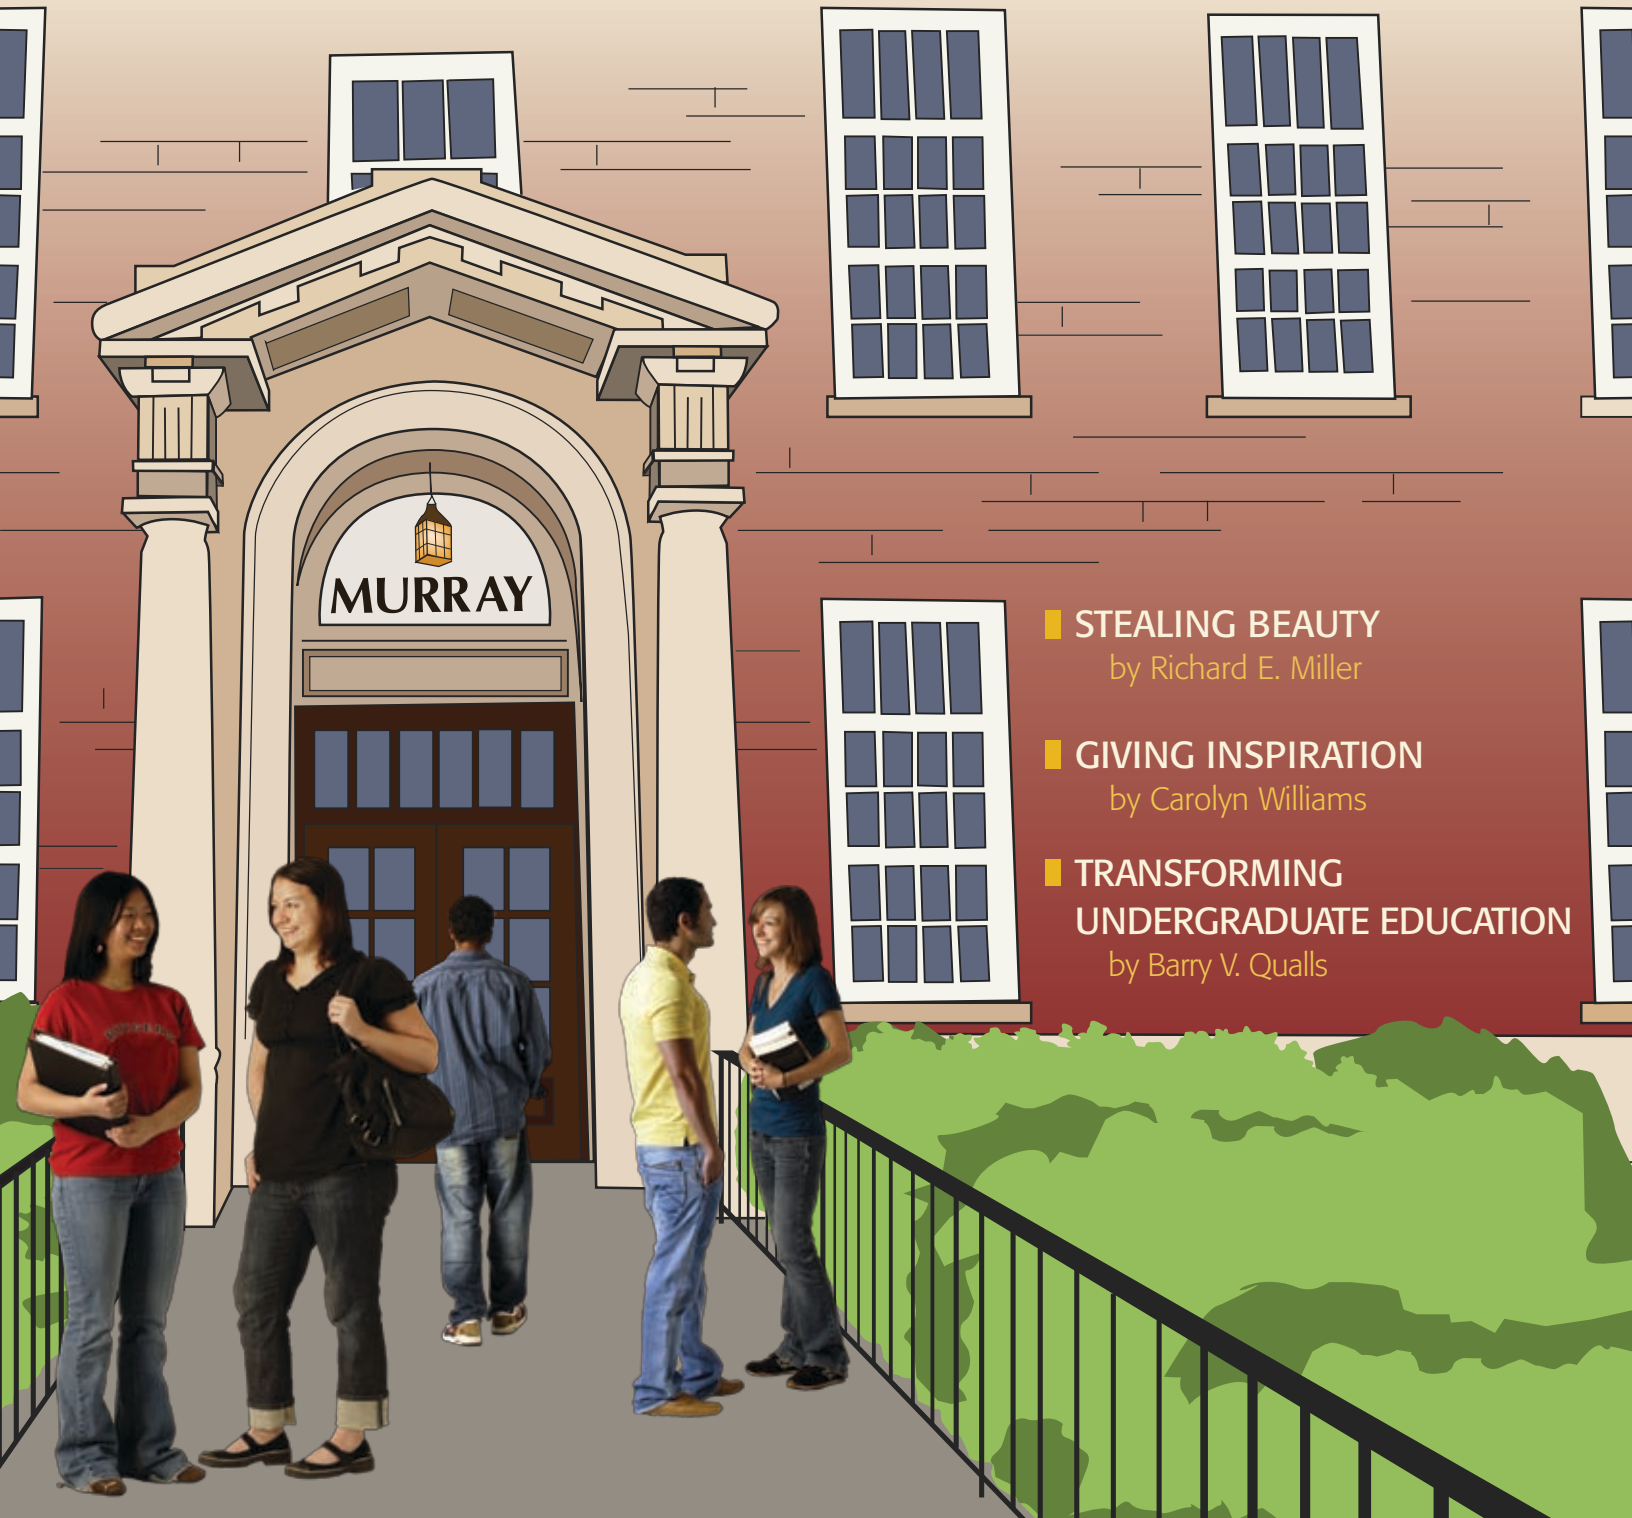 MURRAY
STEALING BEAUTY
by Richard E. Miller
GIVING INSPIRATION
by Carolyn Williams
TRANSFORMING
UNDERGRADUATE EDUCATION
by Barry V. Qualls